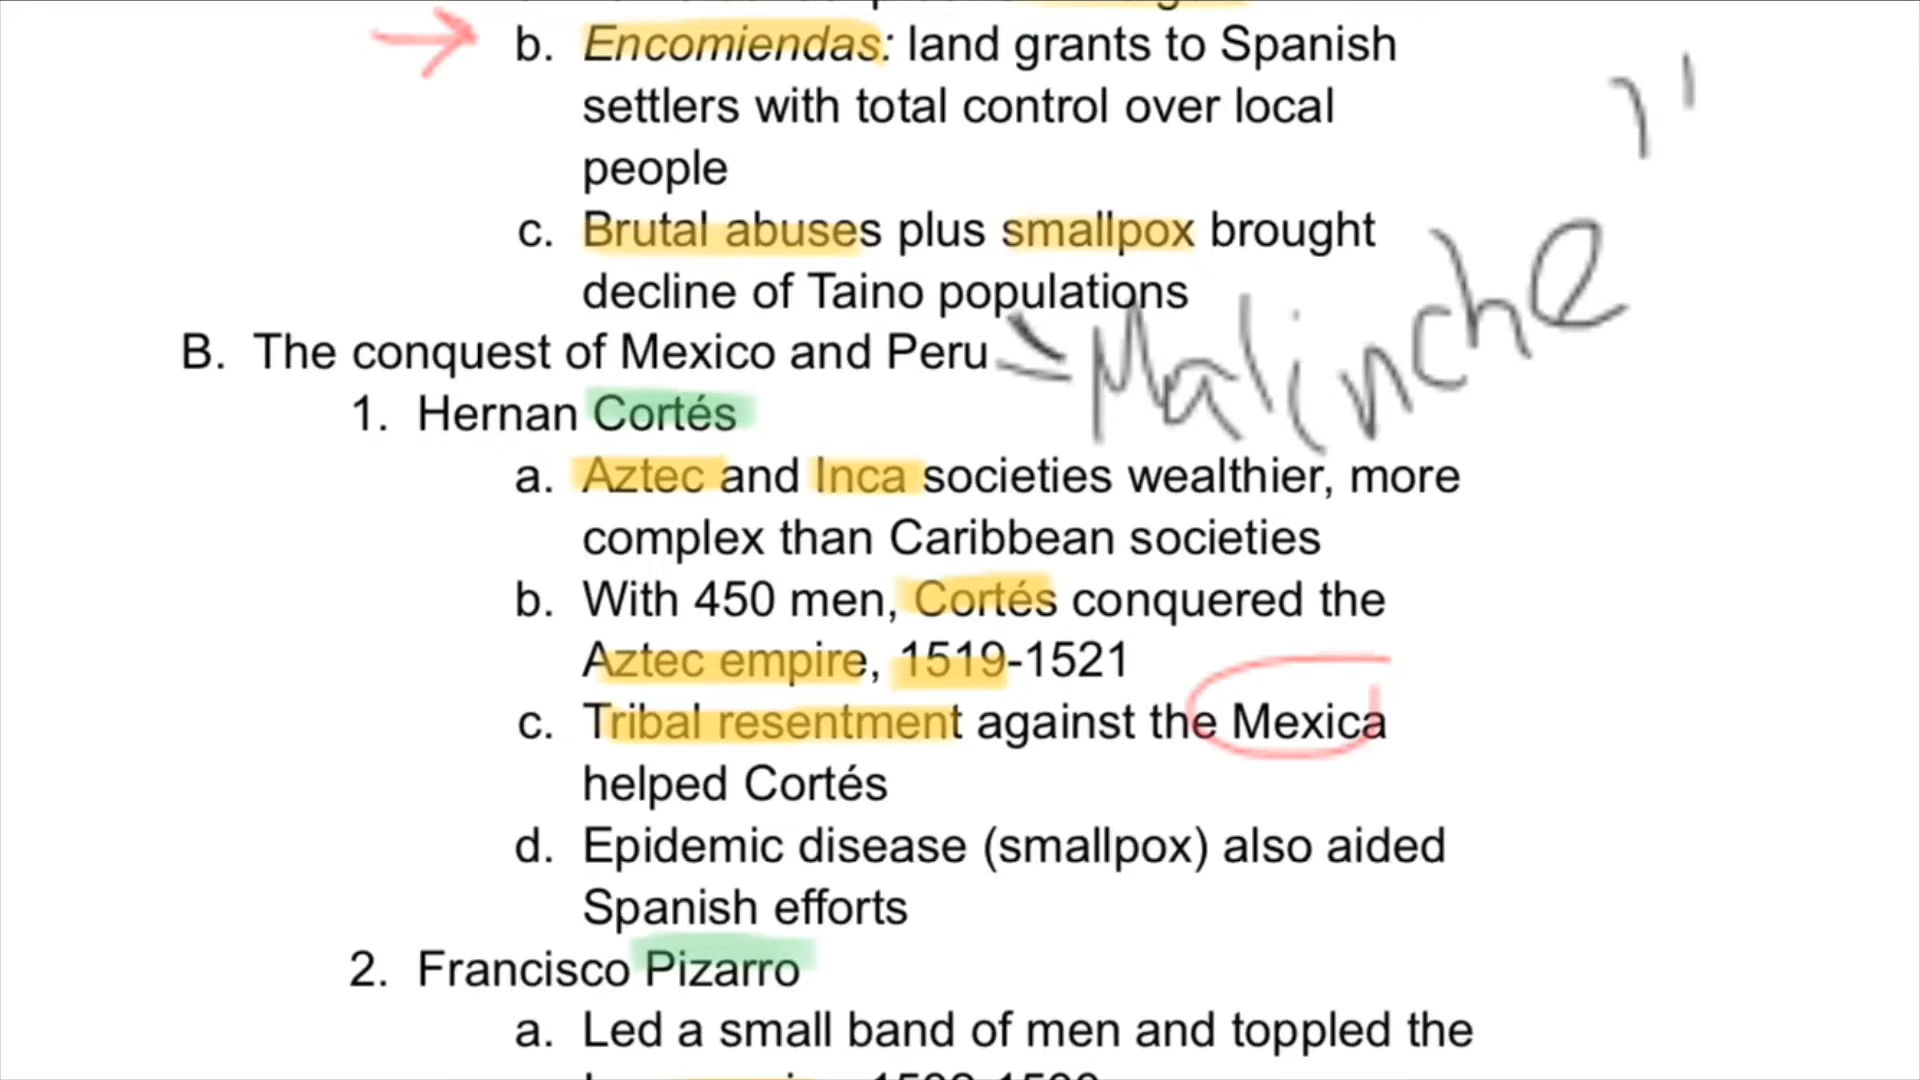 b. Encomiendas: land grants to Spanish
settlers with total control over local
people
c. Brutal abuses plus smallpox brought
decline of Taino populations
B. The conquest of Mexico and Peru
Malinche
1. Hernan Cortés
a. Aztec and Inca societies wealthier, more
complex than Caribbean societies
b. With 450 men, Cortés conquered the
Aztec empire, 1519-1521
c. Tribal resentment against the Mexica
helped Cortés
d. Epidemic disease (smallpox) also aided
Spanish efforts
2. Francisco Pizarro
a. Led a small band of men and toppled the